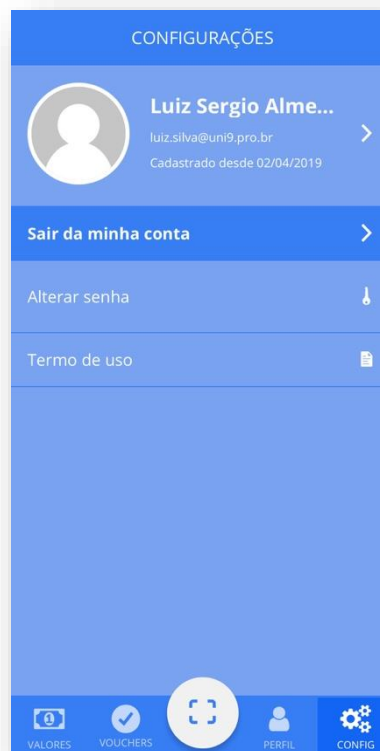 CONFIGURAÇÕES
Luiz Sergio Alme...
luiz.silva@uni9.pro.br
Cadastrado desde 02/04/2019
Sair da minha conta
Alterar senha
Termo de uso
VALORES VOUCHERS PERFIL CONFIG